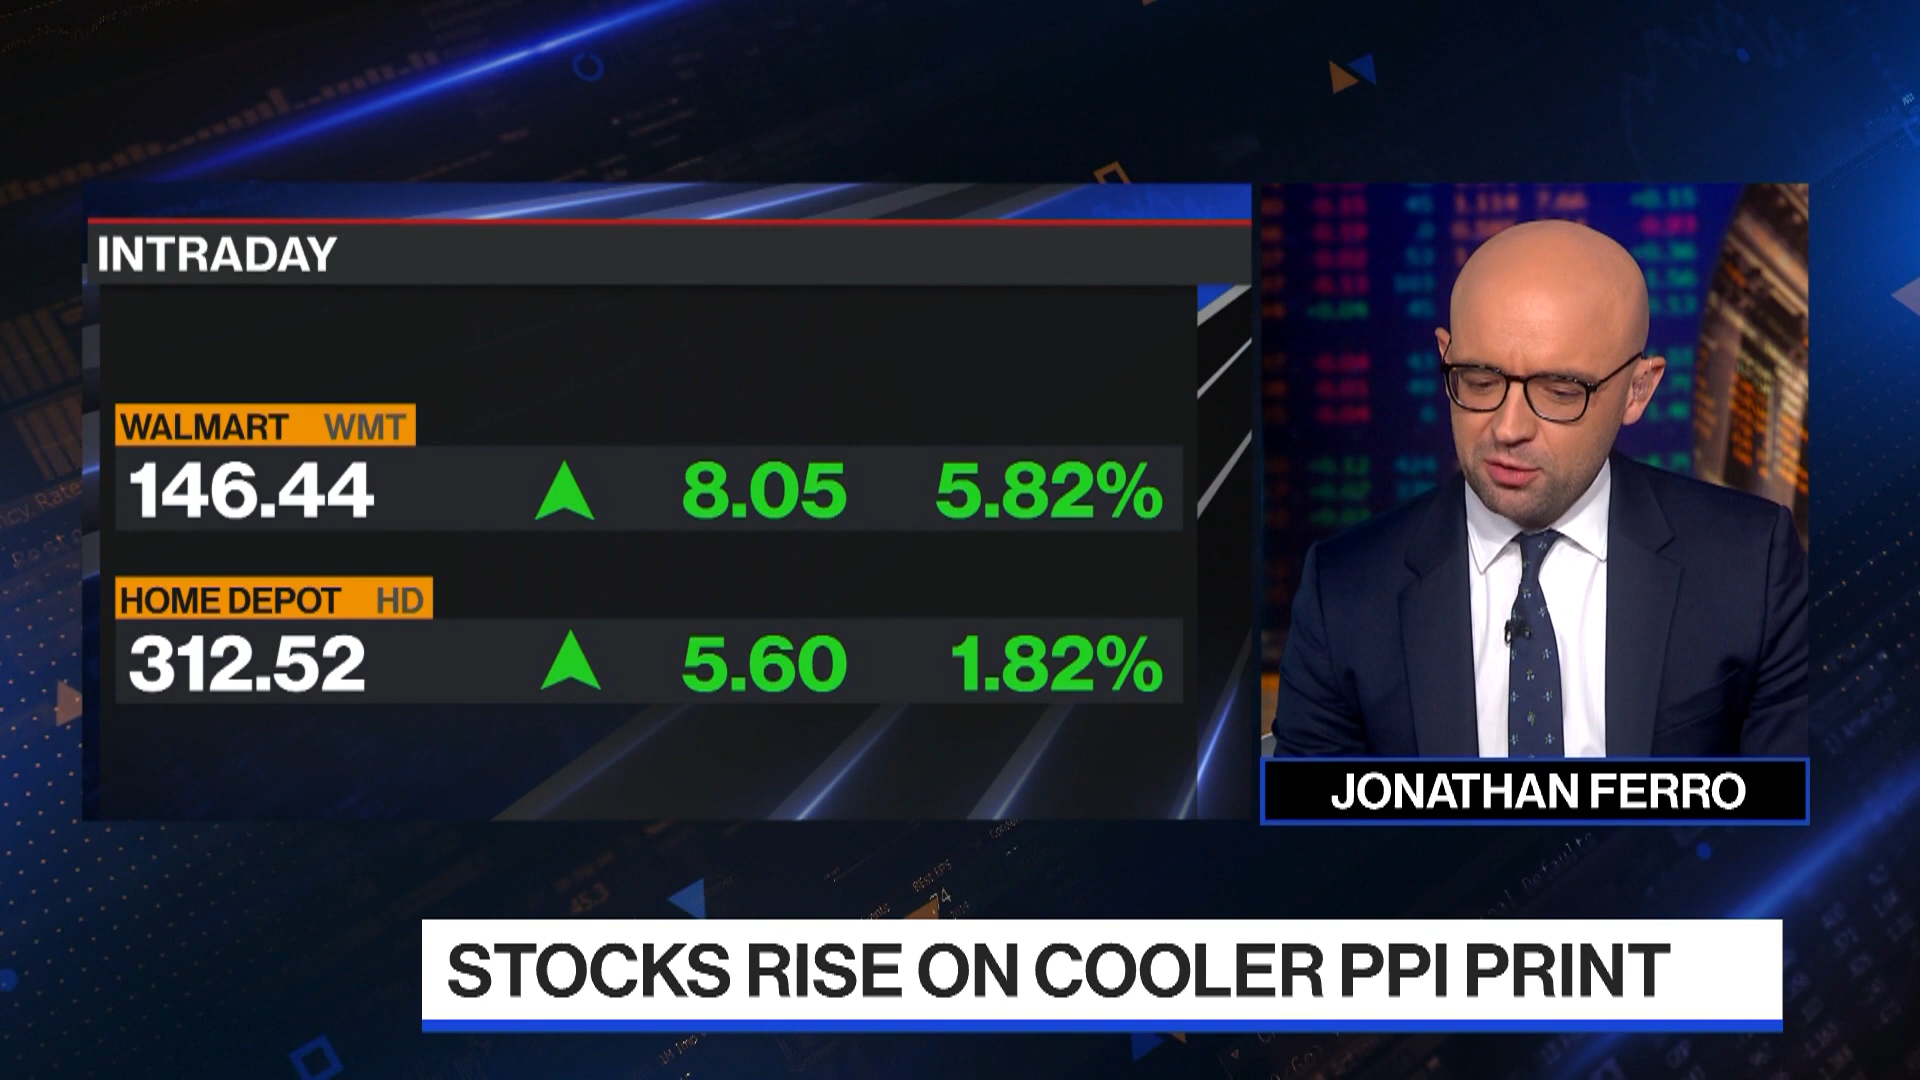 INTRADAY
WALMART WMT
146.44 8.05 5.82%
HOME DEPOT HD
312.52 5.60 1.82%
JONATHAN FERRO
STOCKS RISE ON COOLER PPI PRINT